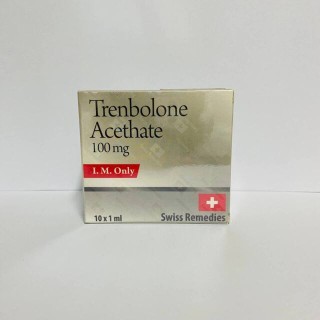 Trenbolone
Acethate
100 mg
I. M. Only
10 x 1 ml
Swiss Remedies